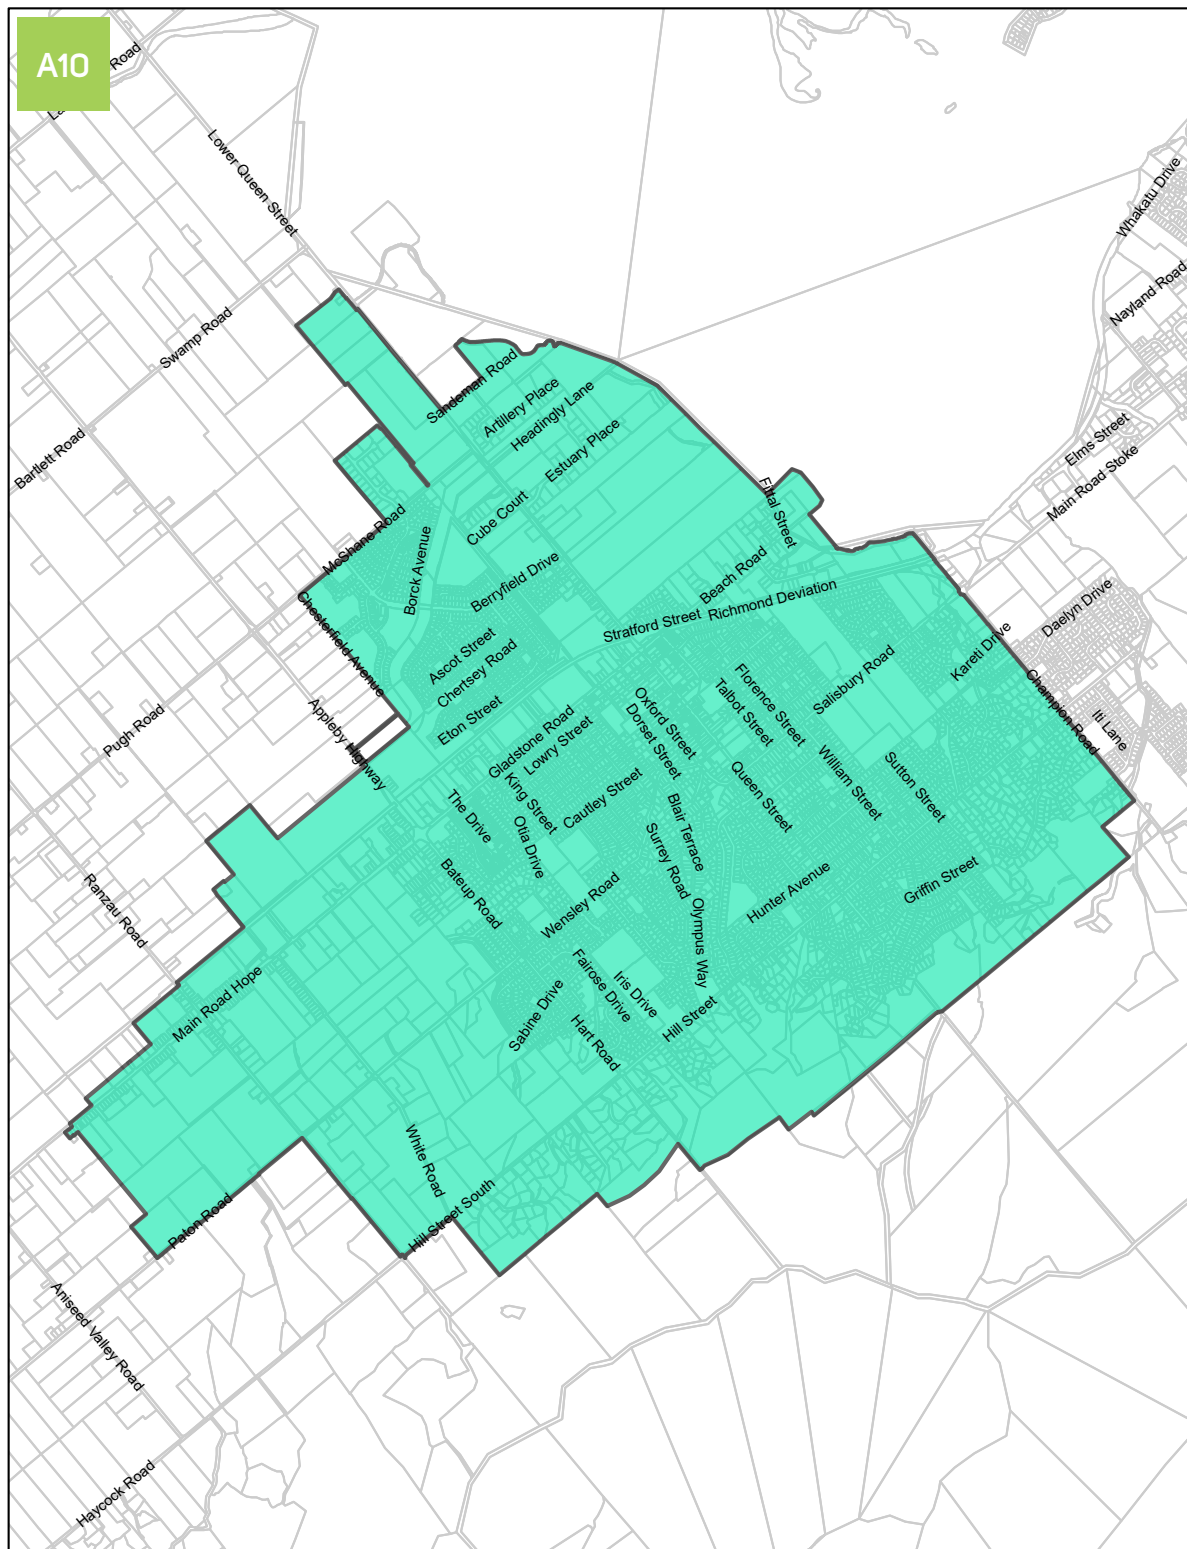 A10
Road
Lower Queen Street
Whakatu Drive
Nayland Road
Swamp Road
Sandeman Road
Artillery Place
Headingly Lane
Estuary Place
Bartlett Road
Elms Street
Main Road Stoke
Fittal Street
Cube Court
McShane Road
Borck Avenue
Berryfield Drive
Beach Road
Richmond Deviation
Stratford Street
Daelyn Drive
Kareti Drive
Chesterfield Avenue
Ascot Street
Chertsey Road
Salisbury Road
Florence Street
Talbot Street
Oxford Street
Dorset Street
Champion Road
Iti Lane
Pugh Road
Appleby Highway
Eton Street
Gladstone Road
Lowry Street
King Street
Cautley Street
Queen Street
William Street
Sutton Street
The Drive
Otia Drive
Blair Terrace
Surrey Road
Bateup Road
Wensley Road
Hunter Avenue
Griffin Street
Olympus Way
Ranzau Road
Main Road Hope
Fairose Drive
Iris Drive
Sabine Drive
Hart Road
Hill Street
White Road
Hill Street South
Paton Road
Aniseed Valley Road
Haycock Road